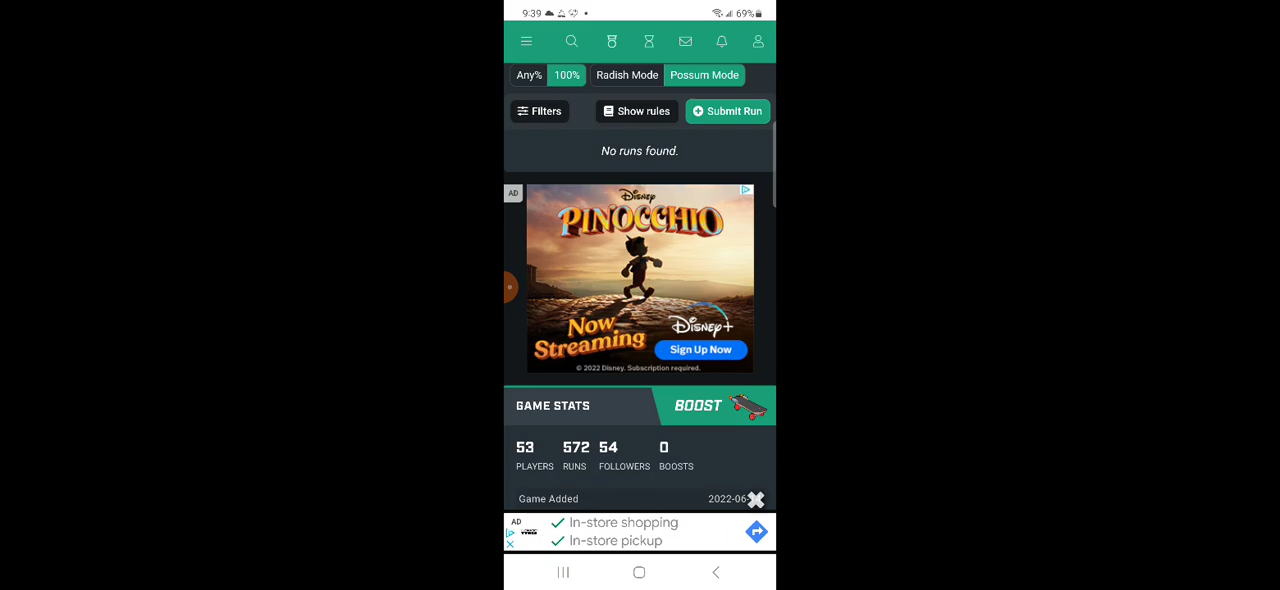 9:39 69%
Any% 100% Radish Mode Possum Mode
Filters Show rules Submit Run
No runs found.
AD
Disney
PINOCCHIO
Now Streaming
Disney+
Sign Up Now
© 2022 Disney. Subscription required.
GAME STATS BOOST
53 572 54 0
PLAYERS RUNS FOLLOWERS BOOSTS
Game Added 2022-06-
AD
In-store shopping
In-store pickup